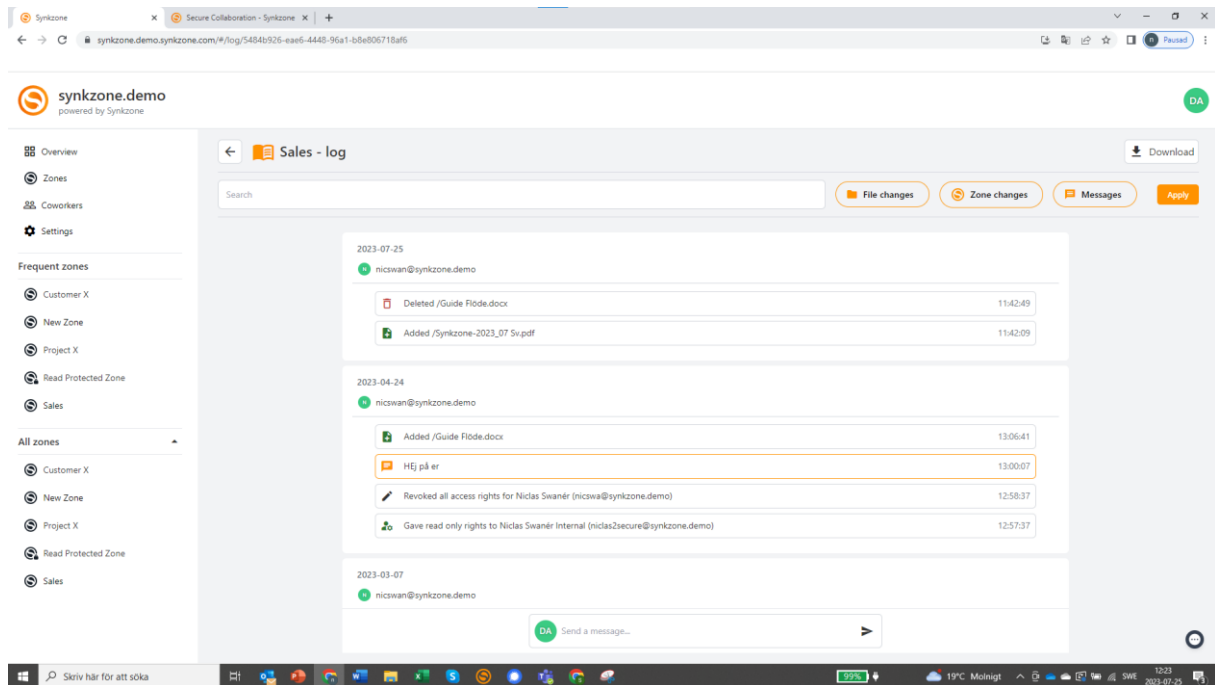 Synkzone
Secure Collaboration - Synkzone
synkzone.demo.synkzone.com/#/log/5484b926-eae6-4448-96a1-b8e806718af6
n Pausad
synkzone.demo
powered by Synkzone
DA
Overview
Zones
Coworkers
Settings
Frequent zones
Customer X
New Zone
Project X
Read Protected Zone
Sales
All zones
Customer X
New Zone
Project X
Read Protected Zone
Sales
Sales - log
Download
Search
File changes
Zone changes
Messages
Apply
2023-07-25
nicswan@synkzone.demo
Deleted /Guide Flöde.docx 11:42:49
Added /Synkzone-2023_07 Sv.pdf 11:42:09
2023-04-24
nicswan@synkzone.demo
Added /Guide Flöde.docx 13:06:41
HEj på er 13:00:07
Revoked all access rights for Niclas Swanér (nicswa@synkzone.demo) 12:58:37
Gave read only rights to Niclas Swanér Internal (niclas2secure@synkzone.demo) 12:57:37
2023-03-07
nicswan@synkzone.demo
DA Send a message...
Skriv här för att söka
99%
19°C Molnigt
SWE
12:23
2023-07-25